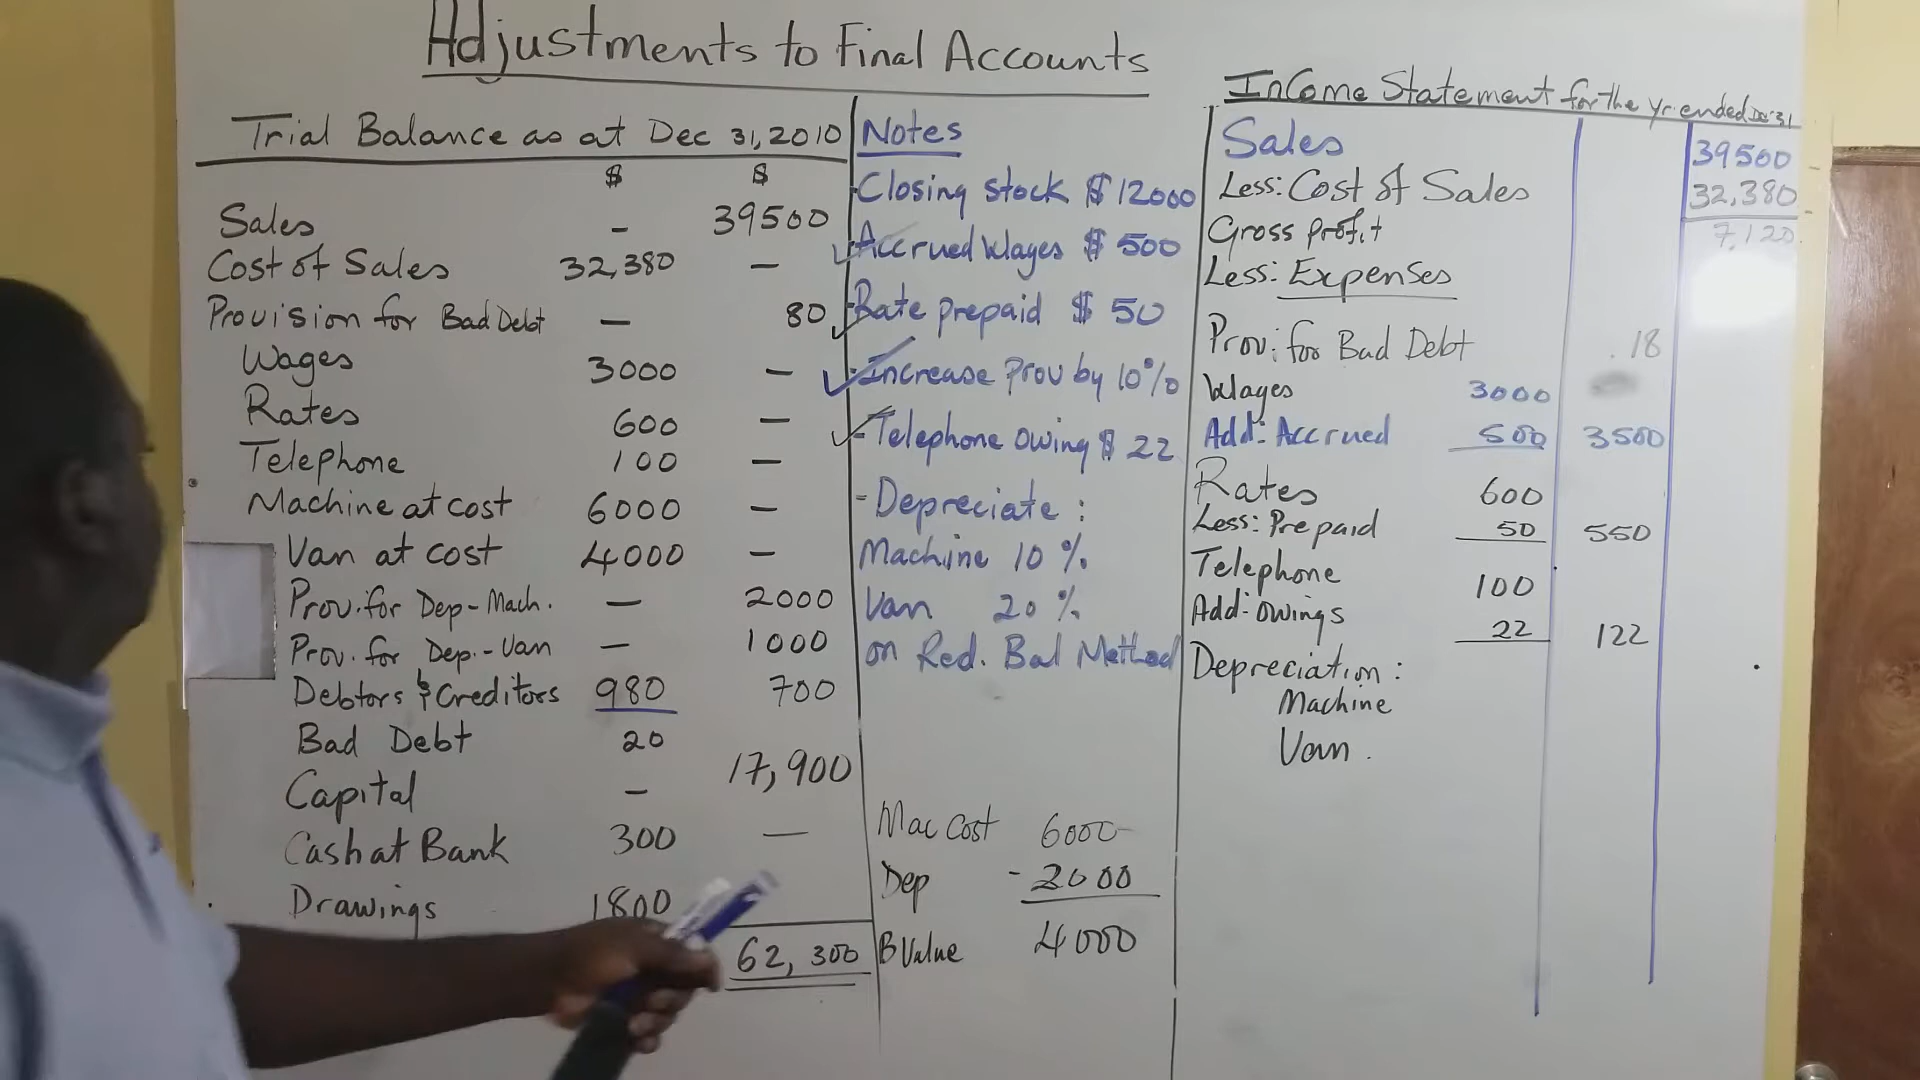 Adjustments to Final Accounts
Trial Balance as at Dec 31, 2010
$ $
Sales - 39500
Cost of Sales 32,380 -
Provision for Bad Debt - 80
Wages 3000 -
Rates 600 -
Telephone 100 -
Machine at cost 6000 -
Van at cost 4000 -
Prov. for Dep-Mach. - 2000
Prov. for Dep.-Van - 1000
Debtors & Creditors 980 700
Bad Debt 20
Capital - 17,900
Cash at Bank 300 -
Drawings 1800
62,300
Notes
-Closing stock $ 12000
-Accrued Wages $ 500
-Rate prepaid $ 50
-Increase Prov by 10%
-Telephone owing $ 22
-Depreciate :
Machine 10 %
Van 20 %
on Red. Bal Method
Mac Cost 6000
Dep - 2000
B Value 4000
Income Statement for the yr ended Dec 31
Sales 39500
Less: Cost of Sales 32,380
Gross profit 7,120
Less: Expenses
Prov: for Bad Debt .18
Wages 3000
Add: Accrued 500 3500
Rates 600
Less: Prepaid 50 550
Telephone 100
Add: owings 22 122
Depreciation :
Machine
Van .